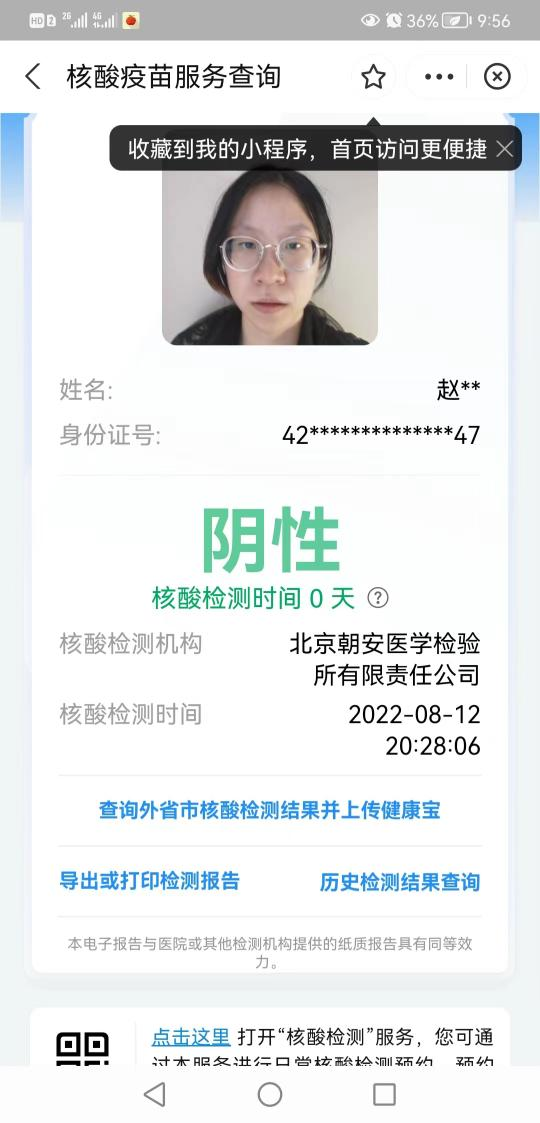 HD 2 2G 4G 36% 9:56
核酸疫苗服务查询
收藏到我的小程序，首页访问更便捷
姓名: 赵**
身份证号: 42**************47
阴性
核酸检测时间 0 天 ?
核酸检测机构 北京朝安医学检验
所有限责任公司
核酸检测时间 2022-08-12
20:28:06
查询外省市核酸检测结果并上传健康宝
导出或打印检测报告 历史检测结果查询
本电子报告与医院或其他检测机构提供的纸质报告具有同等效
力。
点击这里 打开“核酸检测”服务，您可通
过本服务进行日常核酸检测预约、预约